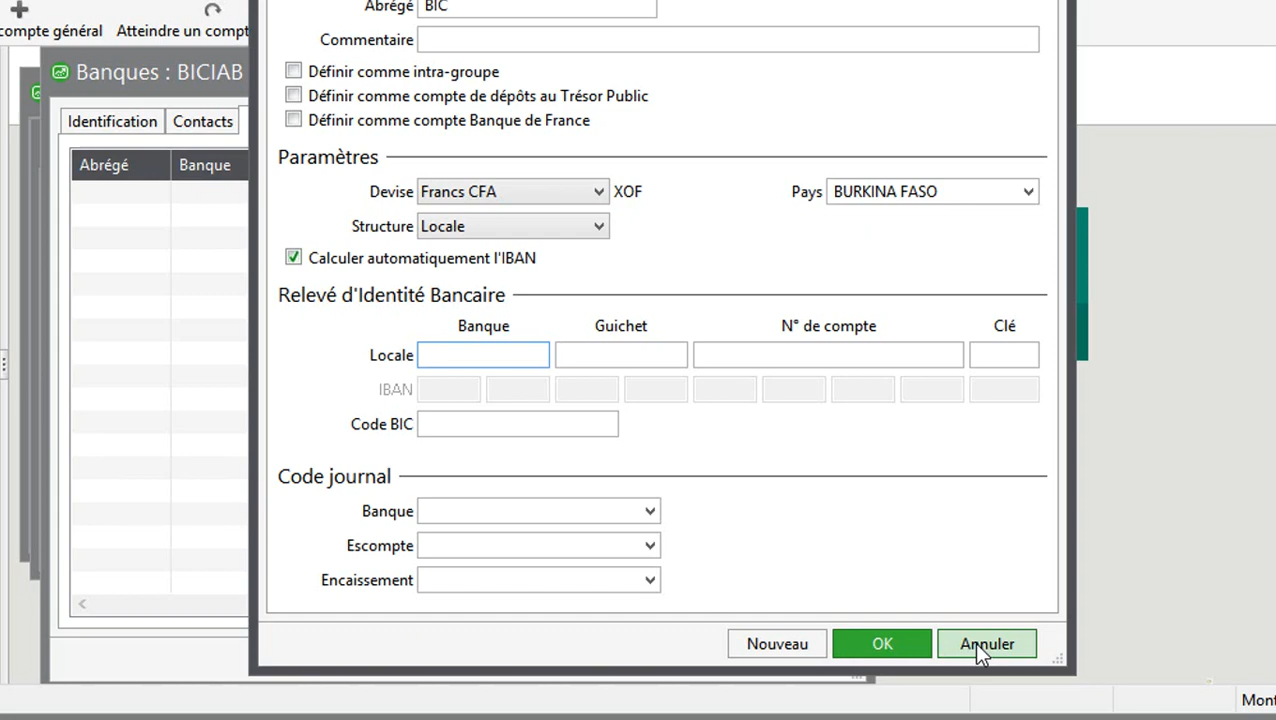 compte général
Atteindre un compt
Banques : BICIAB
Identification
Contacts
Abrégé
Banque
Abrégé
BIC
Commentaire
Définir comme intra-groupe
Définir comme compte de dépôts au Trésor Public
Définir comme compte Banque de France
Paramètres
Devise
Francs CFA
XOF
Pays
BURKINA FASO
Structure
Locale
Calculer automatiquement l'IBAN
Relevé d'Identité Bancaire
Banque
Guichet
N° de compte
Clé
Locale
IBAN
Code BIC
Code journal
Banque
Escompte
Encaissement
Nouveau
OK
Annuler
Mont